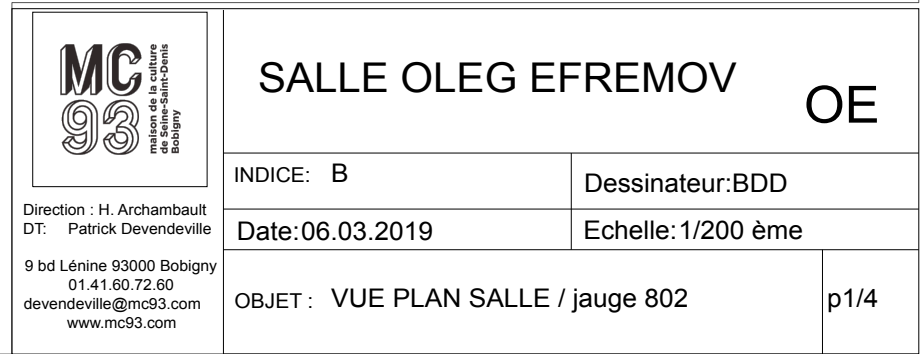 MC
93
maison de la culture
de Seine-Saint-Denis
Bobigny
SALLE OLEG EFREMOV
OE
INDICE: B
Dessinateur:BDD
Direction : H. Archambault
DT: Patrick Devendeville
Date:06.03.2019
Echelle:1/200 ème
9 bd Lénine 93000 Bobigny
01.41.60.72.60
devendeville@mc93.com
www.mc93.com
OBJET : VUE PLAN SALLE / jauge 802
p1/4